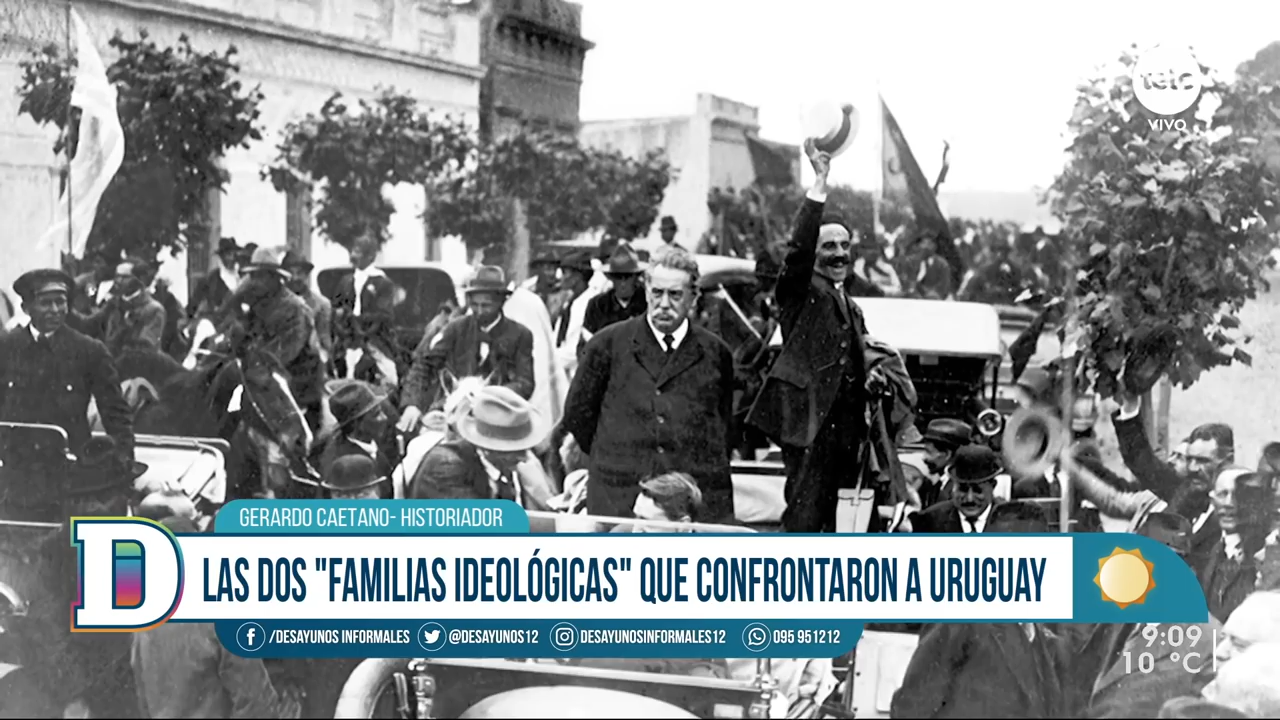 tele
VIVO
GERARDO CAETANO- HISTORIADOR
D
LAS DOS "FAMILIAS IDEOLÓGICAS" QUE CONFRONTARON A URUGUAY
/DESAYUNOS INFORMALES @DESAYUNOS12 DESAYUNOSINFORMALES12 095 951212
9:09
10 °C